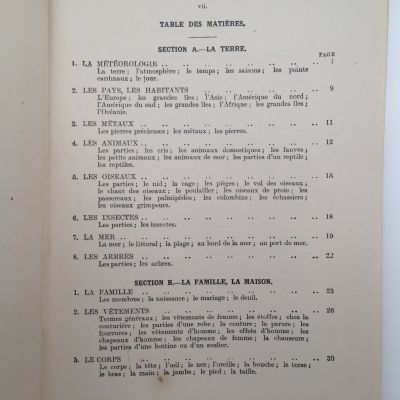 vii.
TABLE DES MATIÈRES.
SECTION A.—LA TERRE.
PAGE
1. LA MÉTÉOROLOGIE .. .. .. .. .. .. .. 1
La terre; l'atmosphère; le temps; les saisons; les points
cardinaux; le jour.
2. LES PAYS, LES HABITANTS .. .. .. .. .. 9
L'Europe; les grandes îles; l'Asie; l'Amérique du nord;
l'Amérique du sud; les grandes îles; l'Afrique; les grandes îles;
l'Océanie.
3. LES MÉTAUX .. .. .. .. .. .. .. .. 11
Les pierres précieuses; les métaux; les pierres.
4. LES ANIMAUX .. .. .. .. .. .. .. .. 12
Les parties; les cris; les animaux domestiques; les fauves;
les petits animaux; les animaux de mer; les parties d'un reptile;
les reptiles.
5. LES OISEAUX .. .. .. .. .. .. .. .. 15
Les parties; le nid; la cage; les pièges; le vol des oiseaux;
le chant des oiseaux; le poulailler; les oiseaux de proie; les
passereaux; les palmipèdes; les colombins; les échassiers;
les oiseaux grimpeurs.
6. LES INSECTES .. .. .. .. .. .. .. .. 18
Les parties; les insectes.
7. LA MER .. .. .. .. .. .. .. .. .. 19
La mer; le littoral; la plage; au bord de la mer; un port de mer.
8. LES ARBRES .. .. .. .. .. .. .. .. 22
Les parties; les arbres.
SECTION B.—LA FAMILLE, LA MAISON.
1. LA FAMILLE .. .. .. .. .. .. .. .. 23
Les membres; la naissance; le mariage; le deuil.
2. LES VÊTEMENTS .. .. .. .. .. .. .. 26
Termes généraux; les vêtements de femme; les étoffes; chez la
couturière; les parties d'une robe; la couture; la parure; les
fourrures; les vêtements d'homme; les effets d'homme; les
chapeaux d'homme; les chapeaux de femme; la chaussure;
les parties d'une bottine ou d'un soulier.
3. LE CORPS .. .. .. .. .. .. .. .. .. 30
Le corps; la tête; l'œil; le nez; l'oreille; la bouche; le torse;
le bras; la main; la jambe; le pied; la taille.